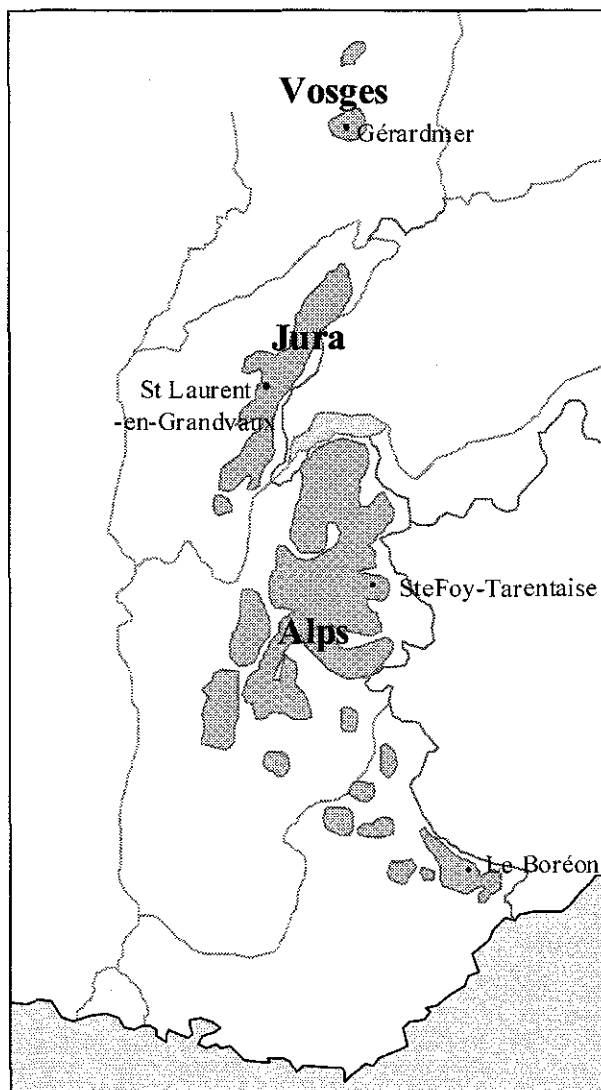 Vosges
Gérardmer
Jura
St Laurent
-en-Grandvaux
SteFoy-Tarentaise
Alps
Le Boréon